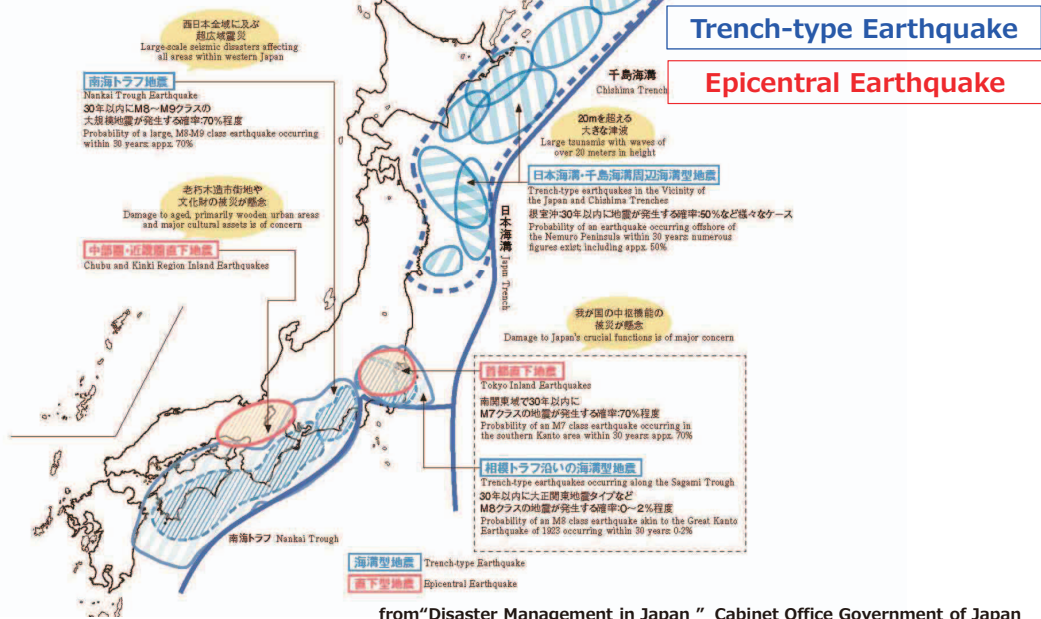 Trench-type Earthquake
Epicentral Earthquake
西日本全域に及ぶ
超広域震災
Large-scale seismic disasters affecting
all areas within western Japan
南海トラフ地震
Nankai Trough Earthquake
30年以内にM8～M9クラスの
大規模地震が発生する確率:70%程度
Probability of a large, M8-M9 class earthquake occurring
within 30 years: appx. 70%
老朽木造市街地や
文化財の被災が懸念
Damage to aged, primarily wooden urban areas
and major cultural assets is of concern
中部圏・近畿圏直下地震
Chubu and Kinki Region Inland Earthquakes
千島海溝
Chishima Trench
20mを超える
大きな津波
Large tsunamis with waves of
over 20 meters in height
日本海溝・千島海溝周辺海溝型地震
Trench-type earthquakes in the Vicinity of
the Japan and Chishima Trenches
根室沖:30年以内に地震が発生する確率:50%など様々なケース
Probability of an earthquake occurring offshore of
the Nemuro Peninsula within 30 years: numerous
figures exist; including appx. 50%
日本海溝 Japan Trench
我が国の中枢機能の
被災が懸念
Damage to Japan's crucial functions is of major concern
首都直下地震
Tokyo Inland Earthquakes
南関東域で30年以内に
M7クラスの地震が発生する確率:70%程度
Probability of an M7 class earthquake occurring in
the southern Kanto area within 30 years: appx. 70%
相模トラフ沿いの海溝型地震
Trench-type earthquakes occurring along the Sagami Trough
30年以内に大正関東地震タイプなど
M8クラスの地震が発生する確率:0～2%程度
Probability of an M8 class earthquake akin to the Great Kanto
Earthquake of 1923 occurring within 30 years: 0-2%
南海トラフ Nankai Trough
海溝型地震 Trench-type Earthquake
直下型地震 Epicentral Earthquake
from“Disaster Management in Japan ” Cabinet Office Government of Japan